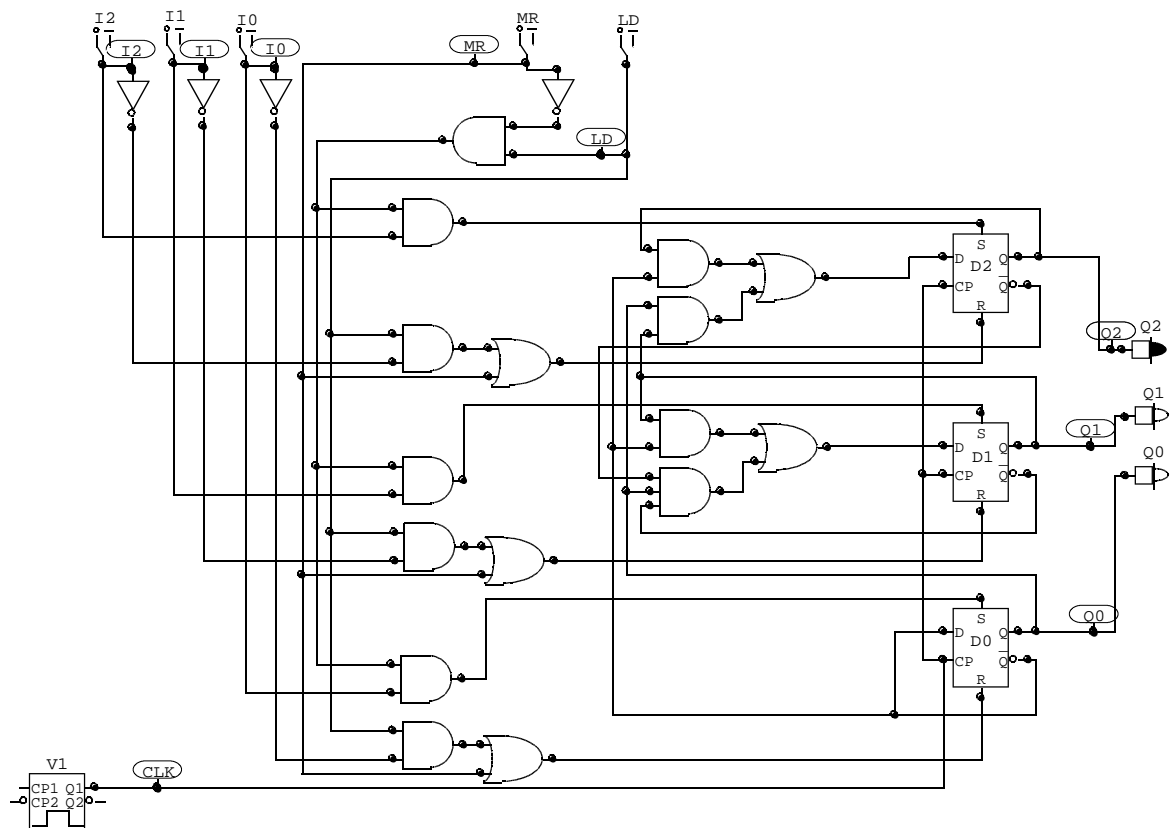 I2
I1
I0
MR
LD
I2
I1
I0
MR
LD
S
D
Q
D2
CP
Q
R
Q2
Q2
Q1
S
D
Q
D1
CP
Q
R
Q1
Q0
S
D
Q
D0
CP
Q
R
Q0
V1
CP1 Q1
CP2 Q2
CLK